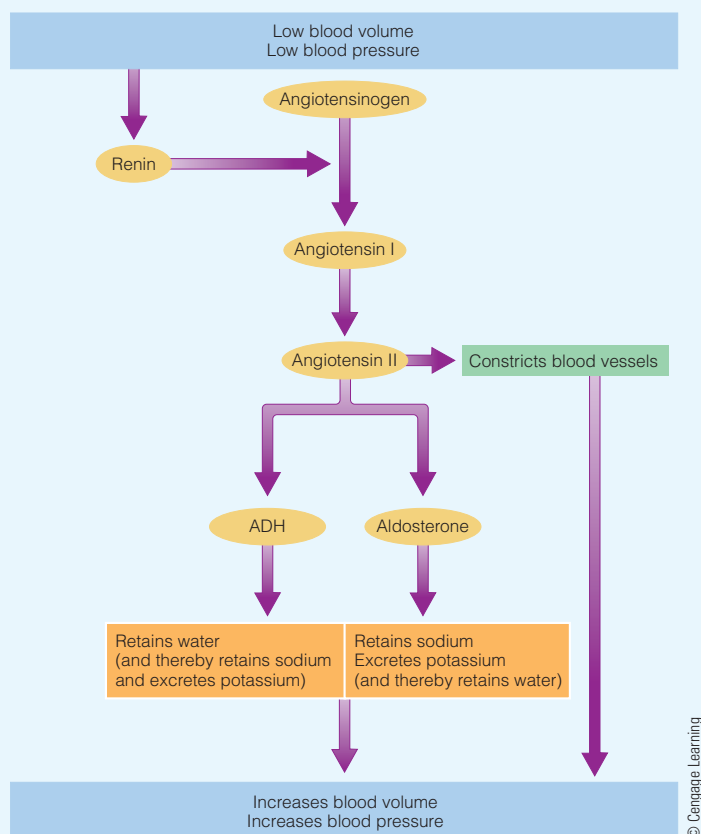 Low blood volume
Low blood pressure
Angiotensinogen
Renin
Angiotensin I
Angiotensin II
Constricts blood vessels
ADH
Aldosterone
Retains water
(and thereby retains sodium
and excretes potassium)
Retains sodium
Excretes potassium
(and thereby retains water)
Increases blood volume
Increases blood pressure
© Cengage Learning